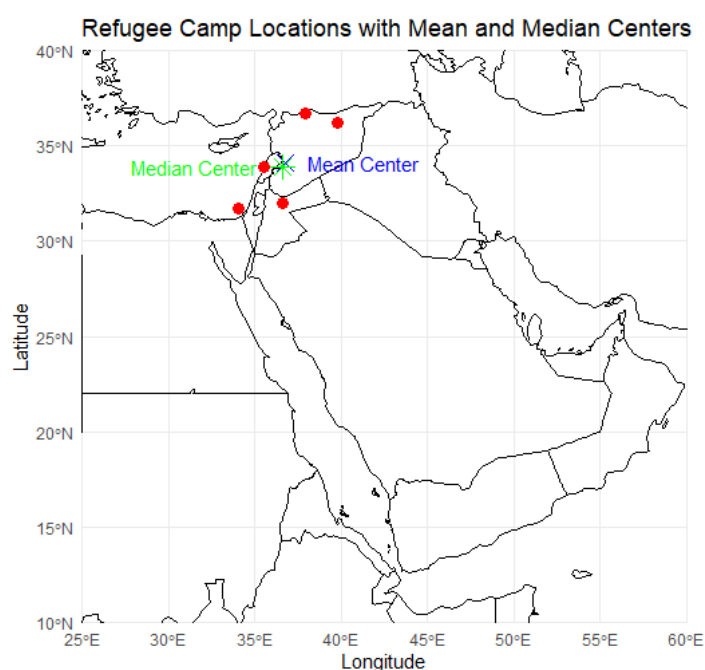 Refugee Camp Locations with Mean and Median Centers
40°N
35°N
Median Center
Mean Center
30°N
25°N
20°N
15°N
10°N
Latitude
25°E 30°E 35°E 40°E 45°E 50°E 55°E 60°E
Longitude